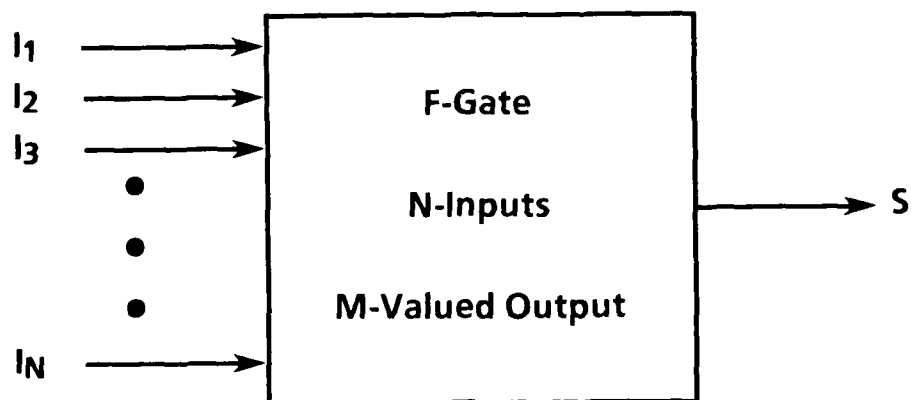 I1
I2
I3
IN
F-Gate
N-Inputs
M-Valued Output
S